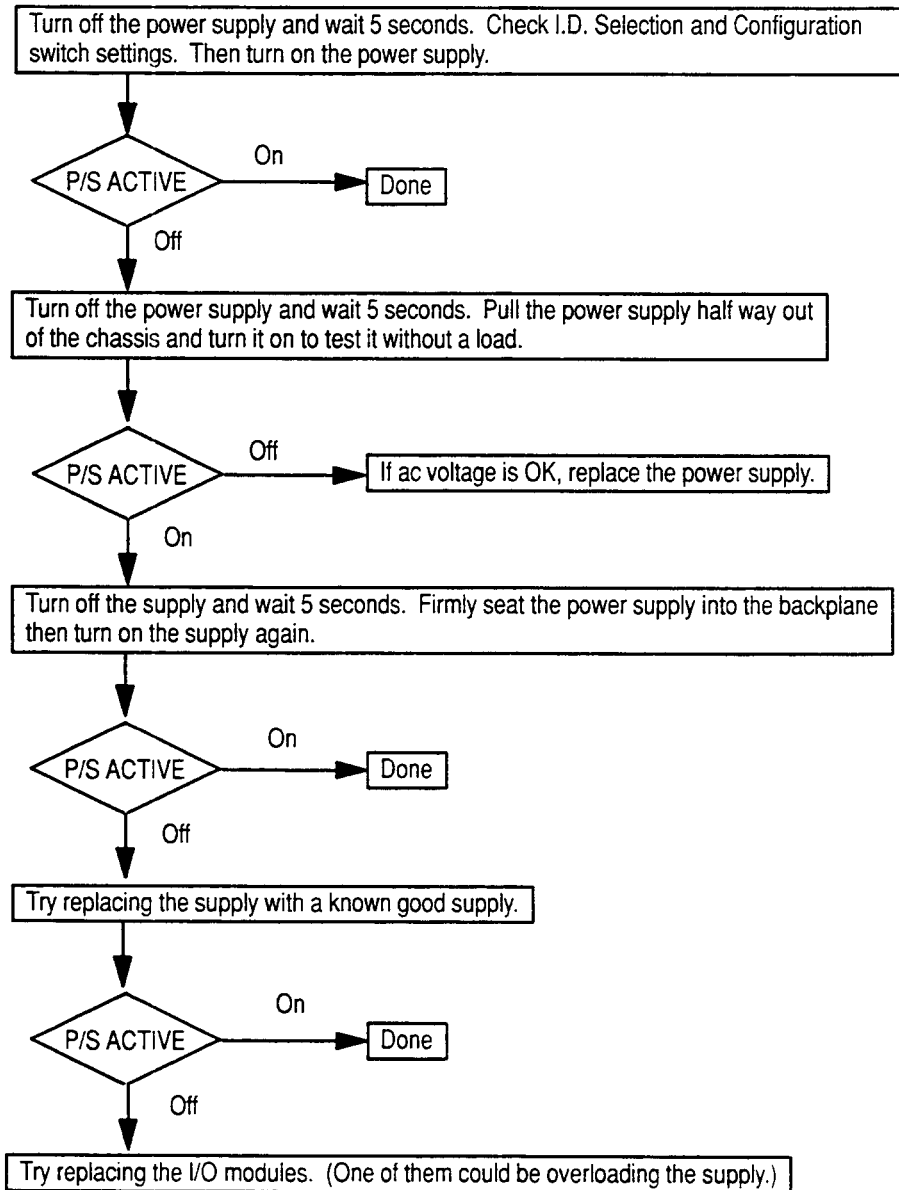 Turn off the power supply and wait 5 seconds. Check I.D. Selection and Configuration
switch settings. Then turn on the power supply.
P/S ACTIVE
On
Done
Off
Turn off the power supply and wait 5 seconds. Pull the power supply half way out
of the chassis and turn it on to test it without a load.
P/S ACTIVE
Off
If ac voltage is OK, replace the power supply.
On
Turn off the supply and wait 5 seconds. Firmly seat the power supply into the backplane
then turn on the supply again.
P/S ACTIVE
On
Done
Off
Try replacing the supply with a known good supply.
P/S ACTIVE
On
Done
Off
Try replacing the I/O modules. (One of them could be overloading the supply.)